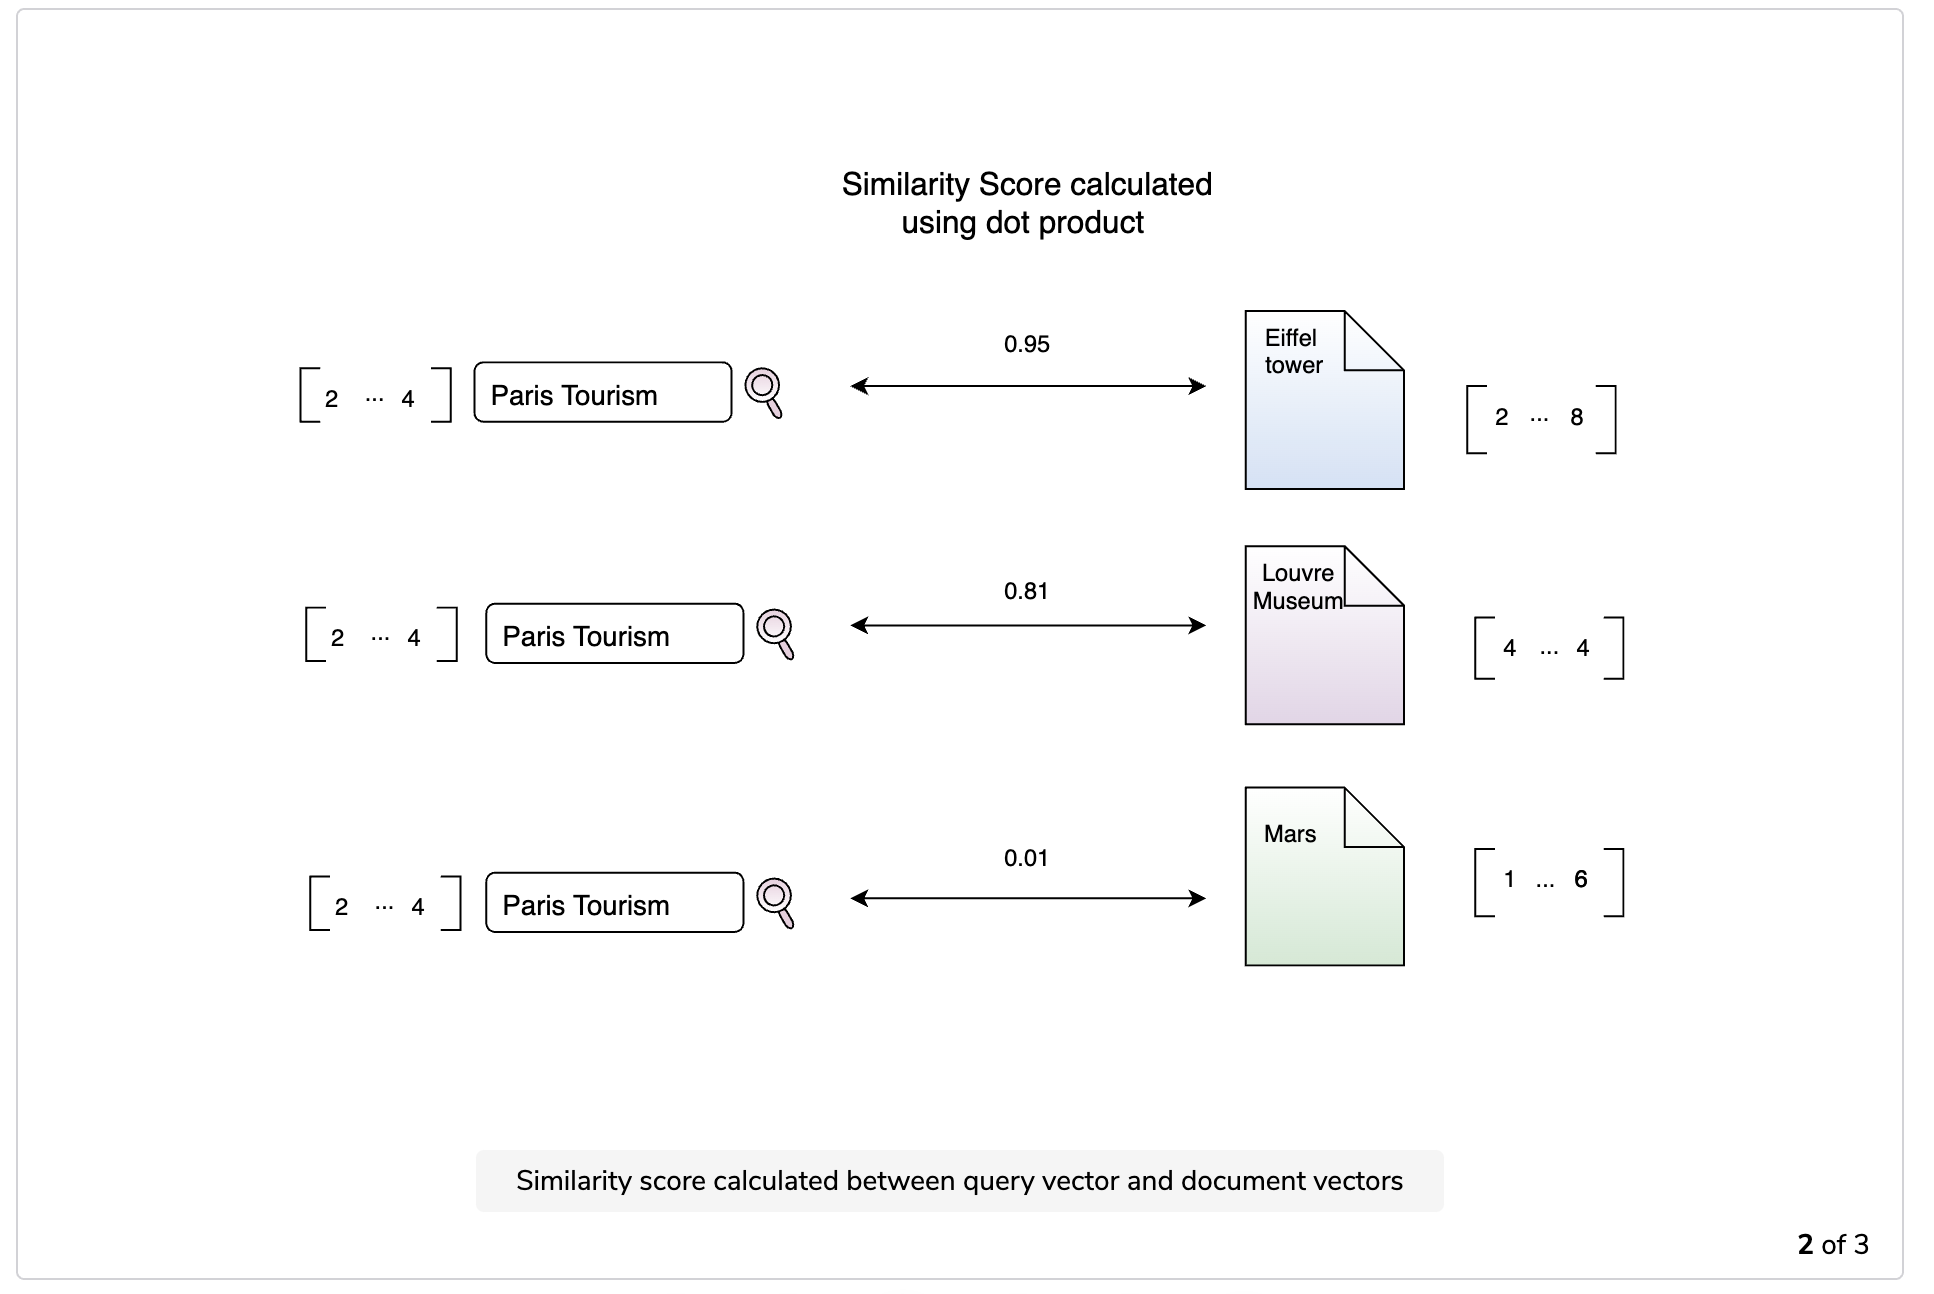 Similarity Score calculated
using dot product
[2 ... 4] Paris Tourism
0.95
Eiffel
tower
[2 ... 8]
[2 ... 4] Paris Tourism
0.81
Louvre
Museum
[4 ... 4]
[2 ... 4] Paris Tourism
0.01
Mars
[1 ... 6]
Similarity score calculated between query vector and document vectors
2 of 3